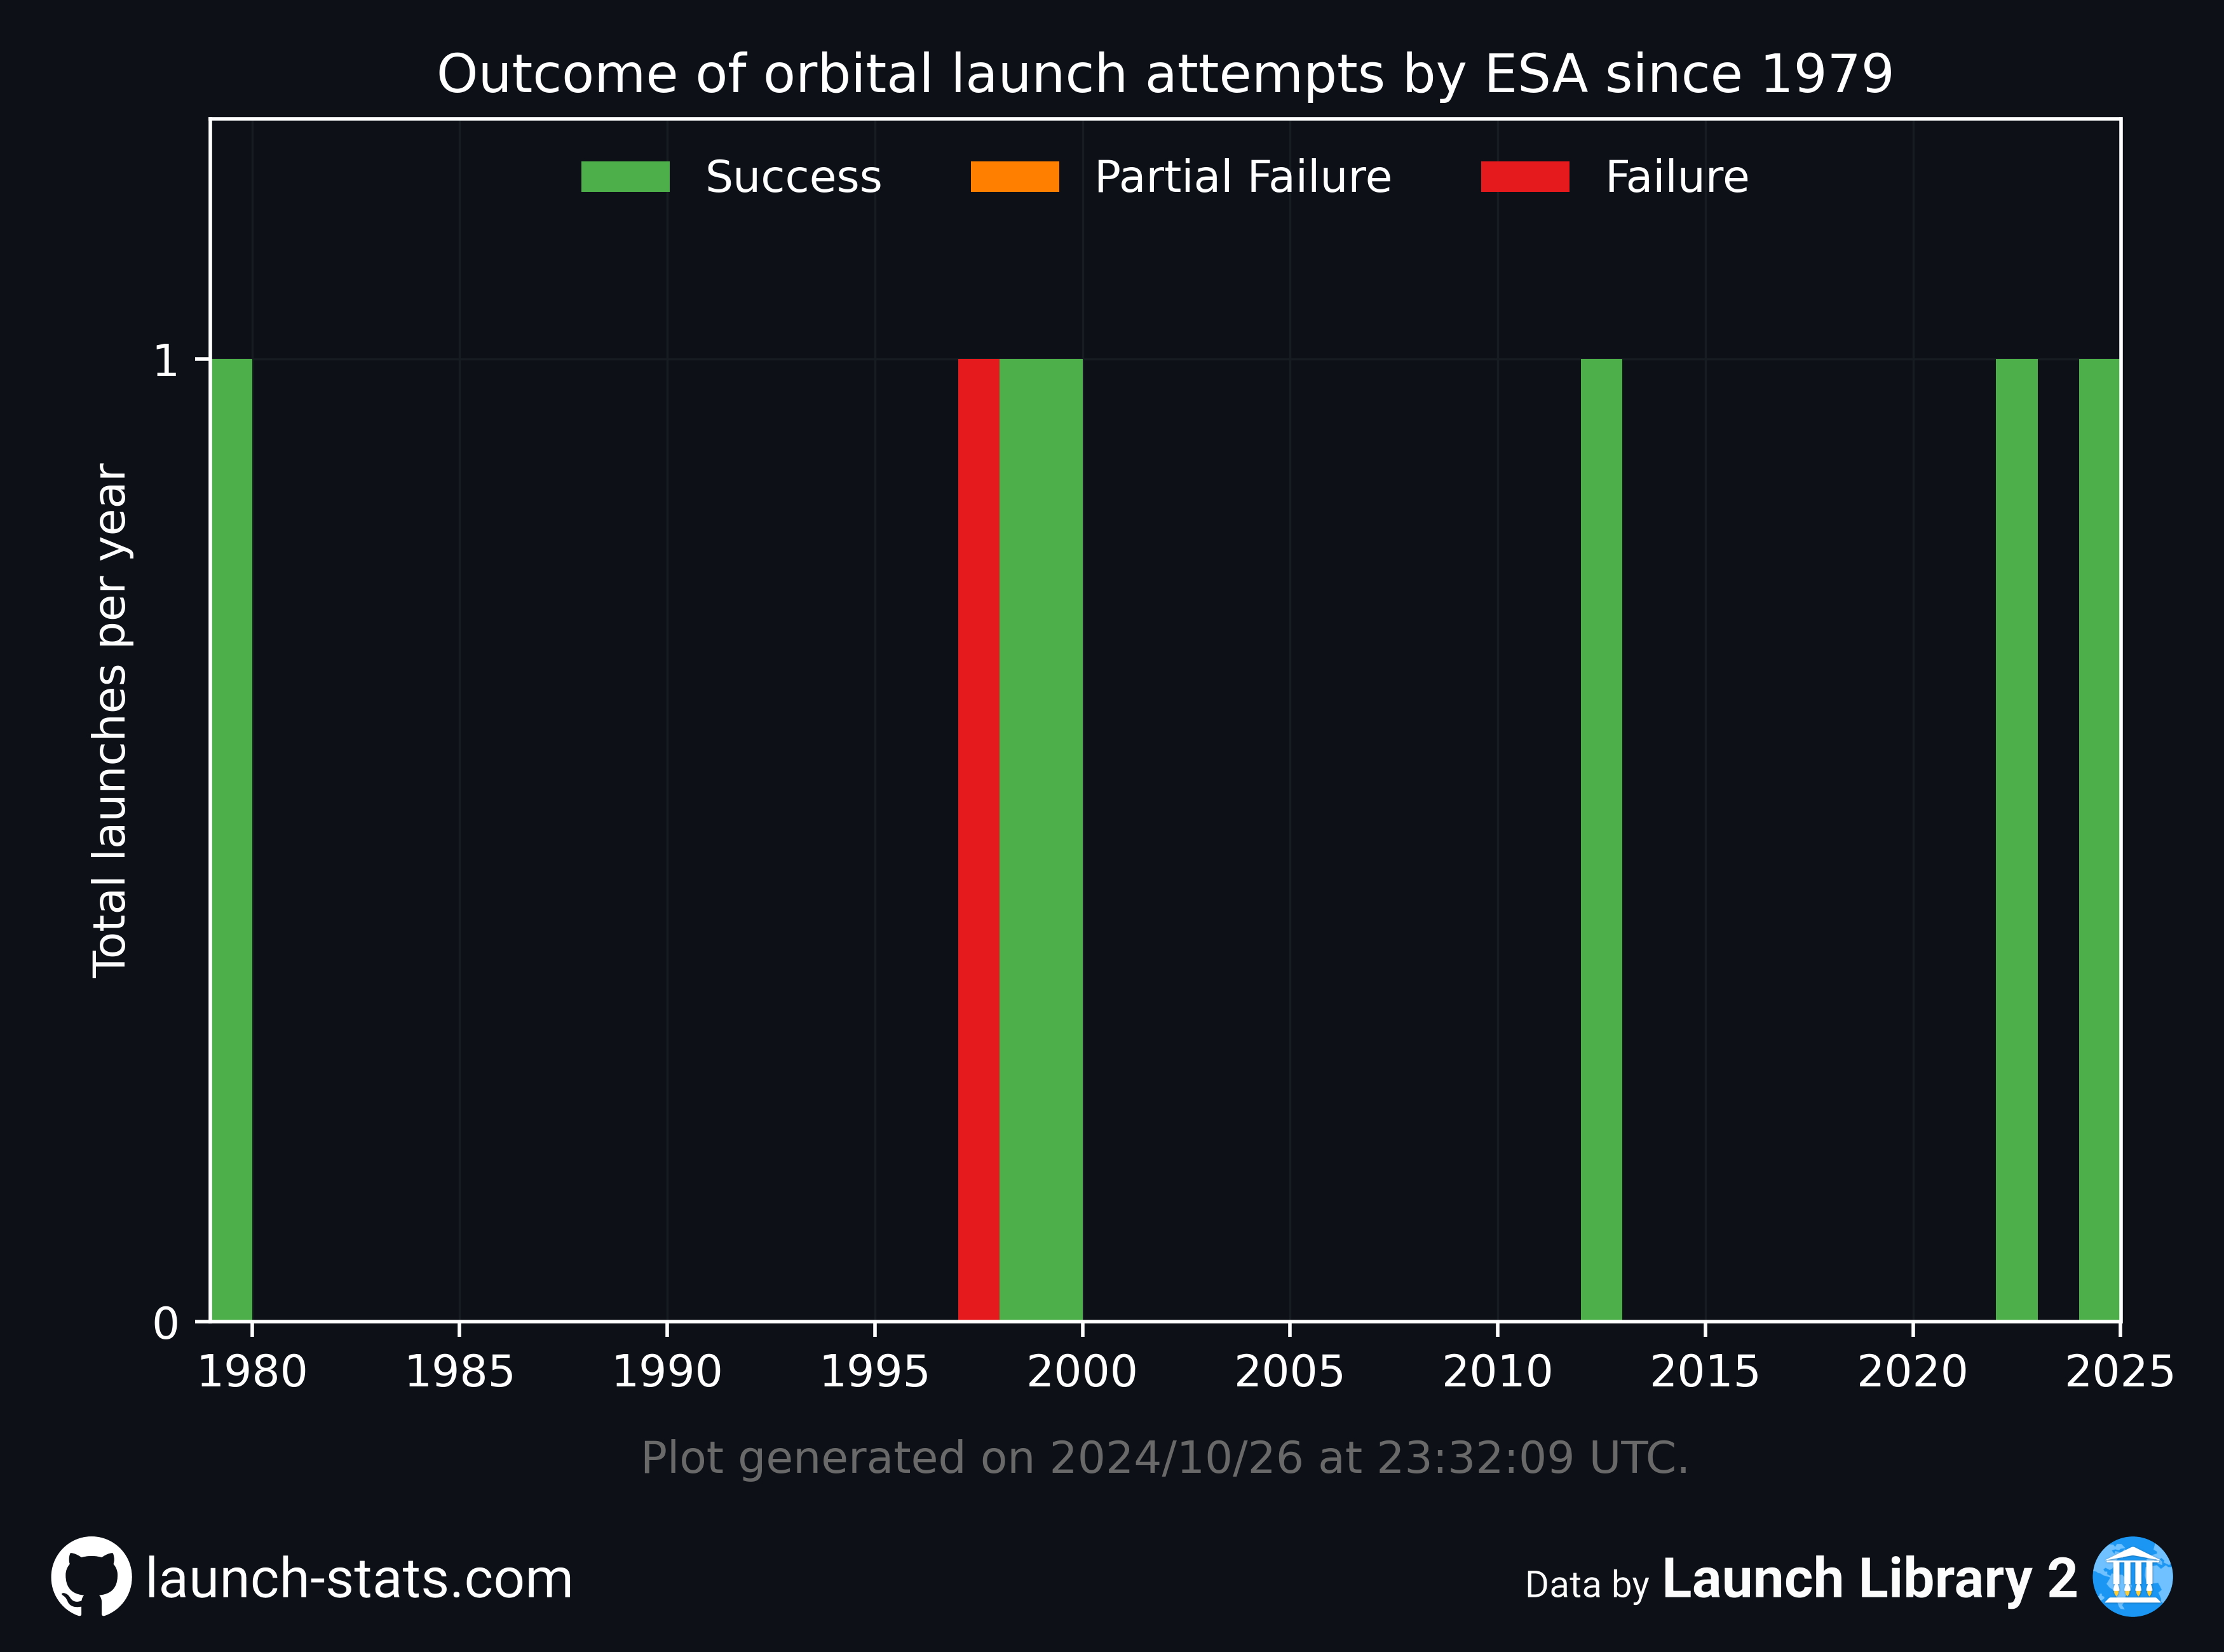 Outcome of orbital launch attempts by ESA since 1979
Success Partial Failure Failure
Total launches per year
1
0
1980 1985 1990 1995 2000 2005 2010 2015 2020 2025
Plot generated on 2024/10/26 at 23:32:09 UTC.
launch-stats.com
Data by Launch Library 2